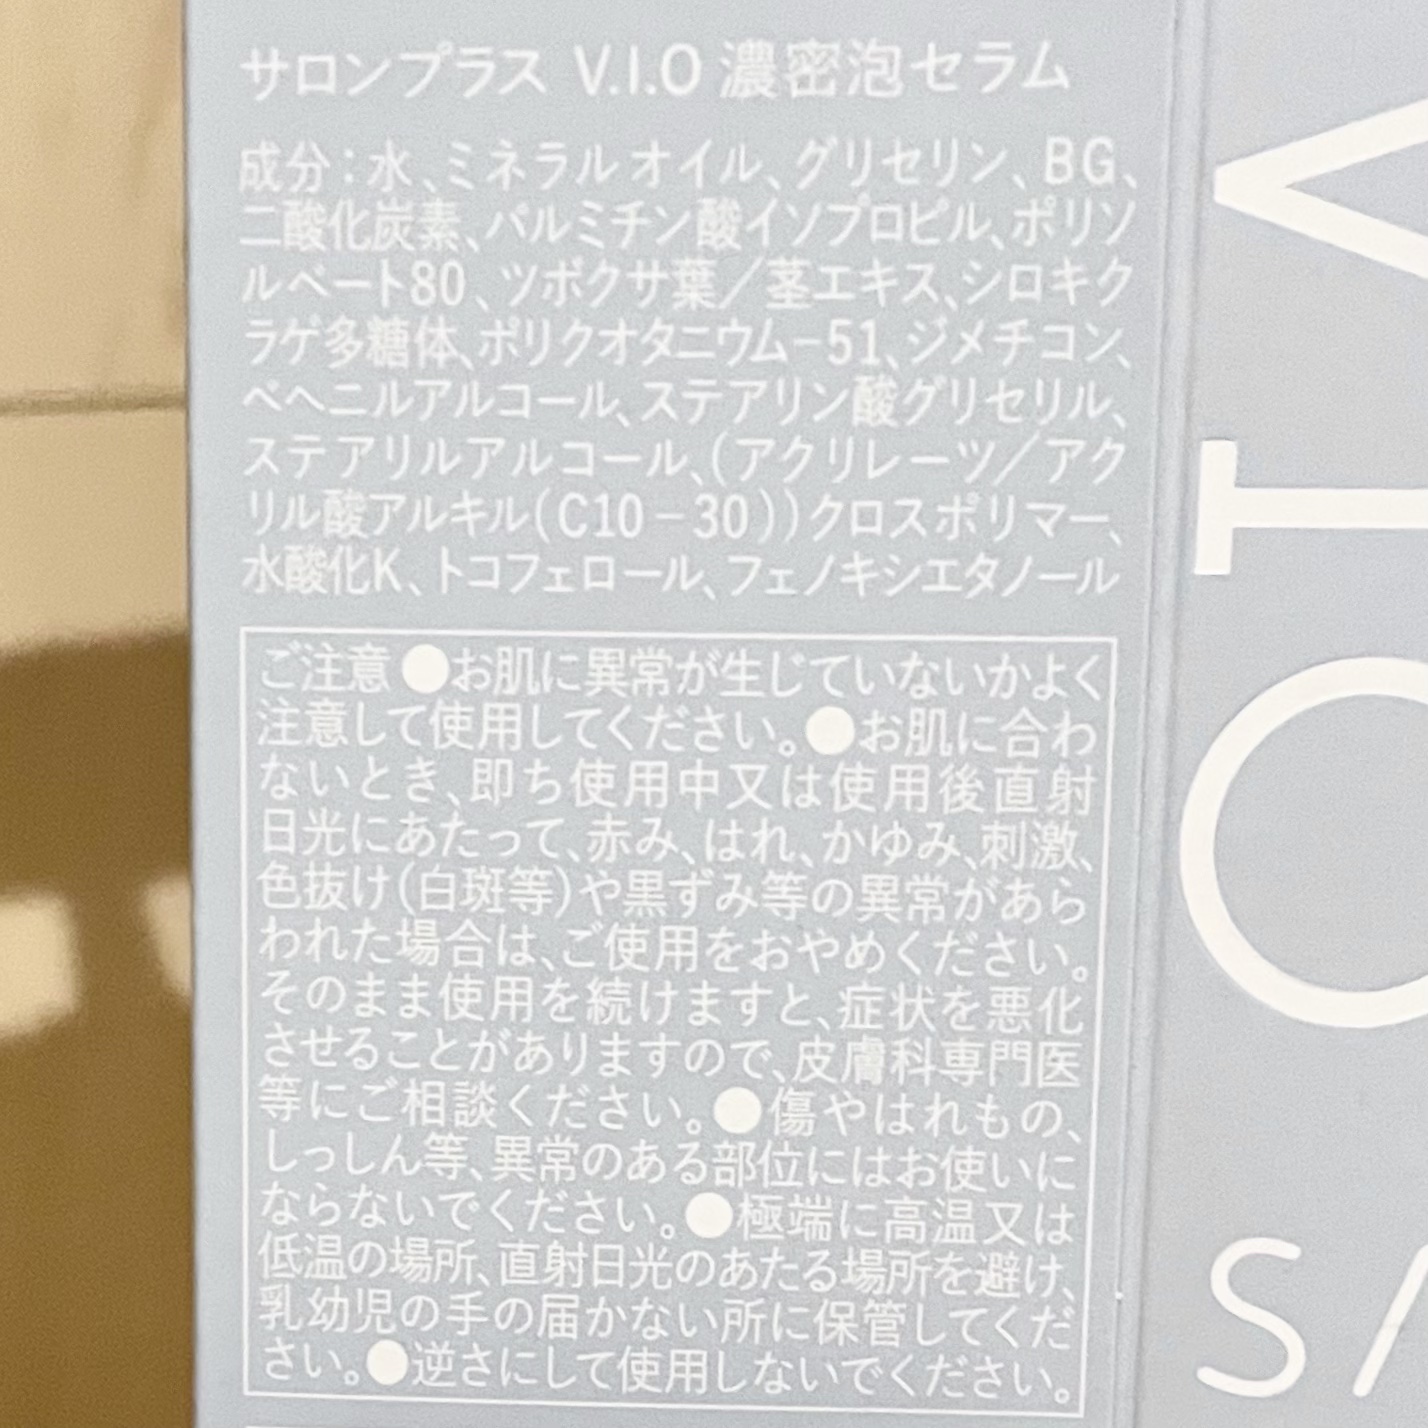 サロンプラス V.I.O 濃密泡セラム
成分：水、ミネラルオイル、グリセリン、BG、
二酸化炭素、パルミチン酸イソプロピル、ポリソ
ルベート80、ツボクサ葉／茎エキス、シロキク
ラゲ多糖体、ポリクオタニウム－51、ジメチコン、
ベヘニルアルコール、ステアリン酸グリセリル、
ステアリルアルコール、(アクリレーツ／アク
リル酸アルキル(C10－30))クロスポリマー、
水酸化K、トコフェロール、フェノキシエタノール
ご注意 ●お肌に異常が生じていないかよく
注意して使用してください。●お肌に合わ
ないとき、即ち使用中又は使用後直射
日光にあたって、赤み、はれ、かゆみ、刺激、
色抜け(白斑等)や黒ずみ等の異常があら
われた場合は、ご使用をおやめください。
そのまま使用を続けますと、症状を悪化
させることがありますので、皮膚科専門医
等にご相談ください。●傷やはれもの、
しっしん等、異常のある部位にはお使いに
ならないでください。●極端に高温又は
低温の場所、直射日光のあたる場所を避け、
乳幼児の手の届かない所に保管してくだ
さい。●逆さにして使用しないでください。
V
I
O
S